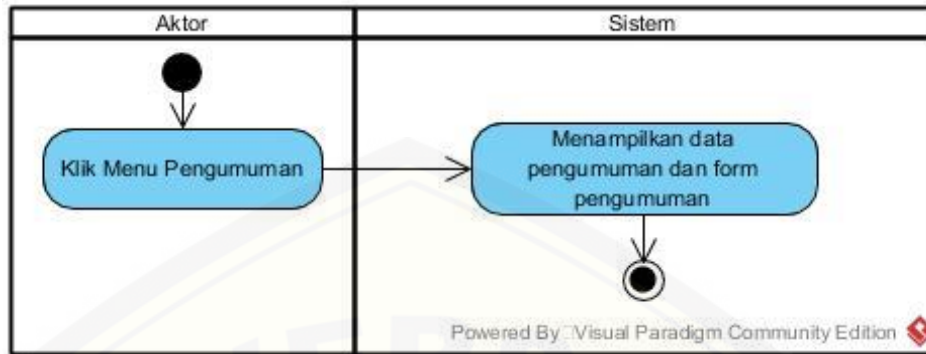 Aktor
Sistem
Klik Menu Pengumuman
Menampilkan data
pengumuman dan form
pengumuman
Powered By Visual Paradigm Community Edition